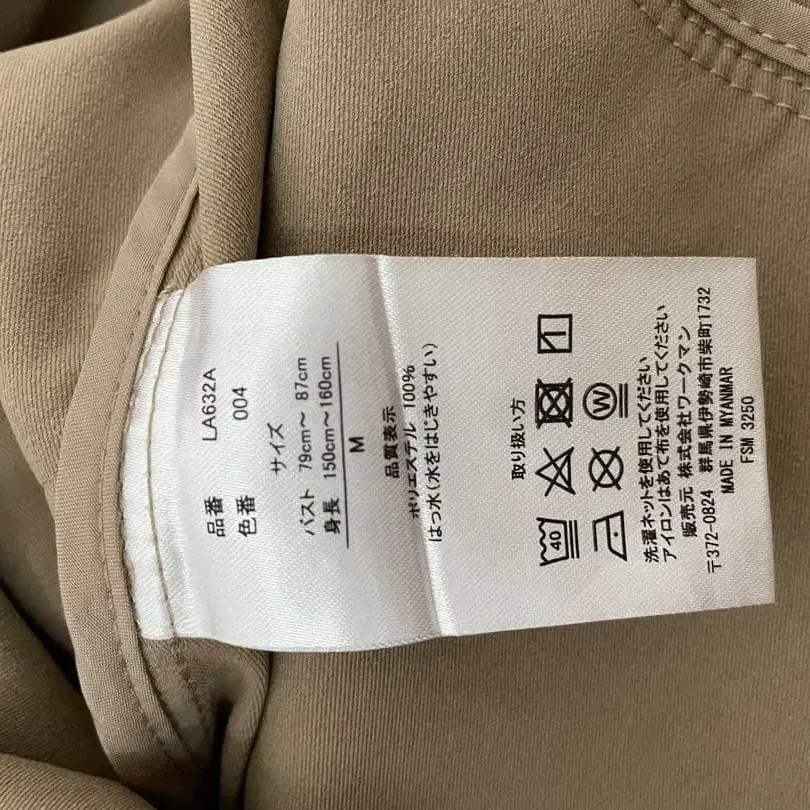 品番 LA632A
色番 004
サイズ
バスト 79cm～ 87cm
身長 150cm～160cm
M
品質表示
ポリエステル 100%
はっ水(水をはじきやすい)
取り扱い方
40
W
洗濯ネットを使用してください
アイロンはあて布を使用してください
販売元 株式会社ワークマン
〒372-0824 群馬県伊勢崎市柴町1732
MADE IN MYANMAR
FSM 3250